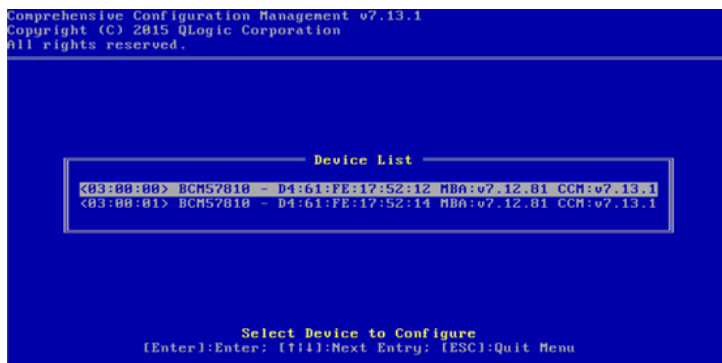 Comprehensive Configuration Management v7.13.1
Copyright (C) 2015 QLogic Corporation
All rights reserved.
Device List
<03:00:00> BCM57810 - D4:61:FE:17:52:12 MBA:v7.12.81 CCM:v7.13.1
<03:00:01> BCM57810 - D4:61:FE:17:52:14 MBA:v7.12.81 CCM:v7.13.1
Select Device to Configure
[Enter]:Enter; [↑|↓]:Next Entry; [ESC]:Quit Menu